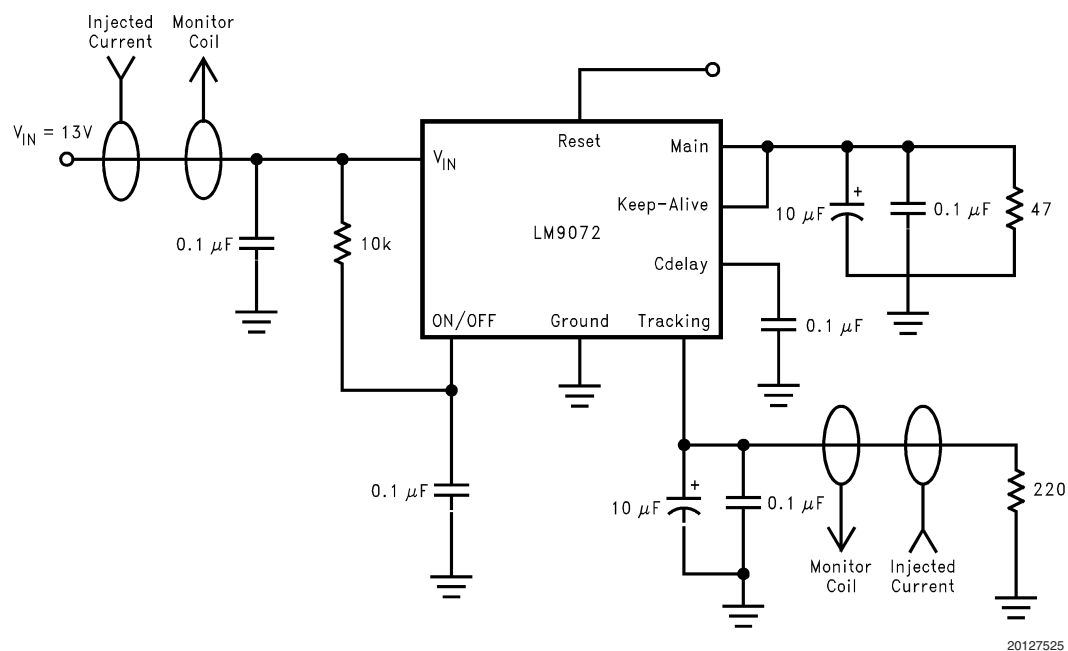 Injected Current
Monitor Coil
V_IN = 13V
Reset
Main
V_IN
Keep-Alive
LM9072
Cdelay
ON/OFF
Ground
Tracking
0.1 µF
10k
10 µF
+
0.1 µF
47
0.1 µF
0.1 µF
10 µF
+
0.1 µF
220
Monitor Coil
Injected Current
20127525